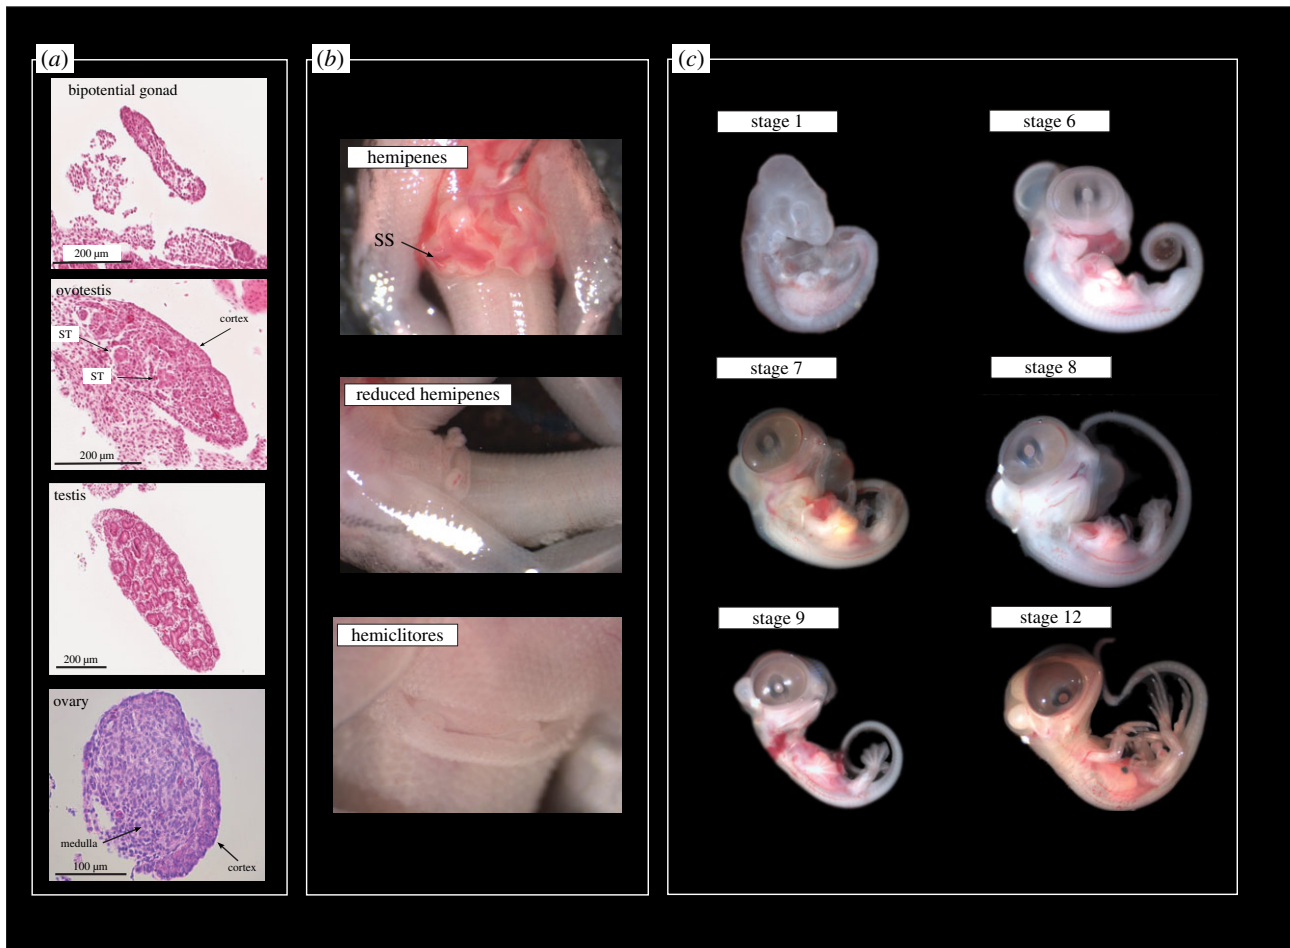 (a)
bipotential gonad
200 µm
ovotestis
cortex
ST
ST
200 µm
testis
200 µm
ovary
medulla
100 µm
cortex
(b)
hemipenes
SS
reduced hemipenes
hemiclitores
(c)
stage 1
stage 6
stage 7
stage 8
stage 9
stage 12